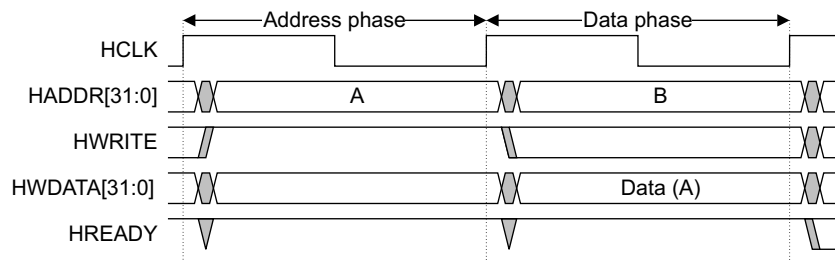 Address phase Data phase
HCLK
HADDR[31:0] A B
HWRITE
HWDATA[31:0] Data (A)
HREADY